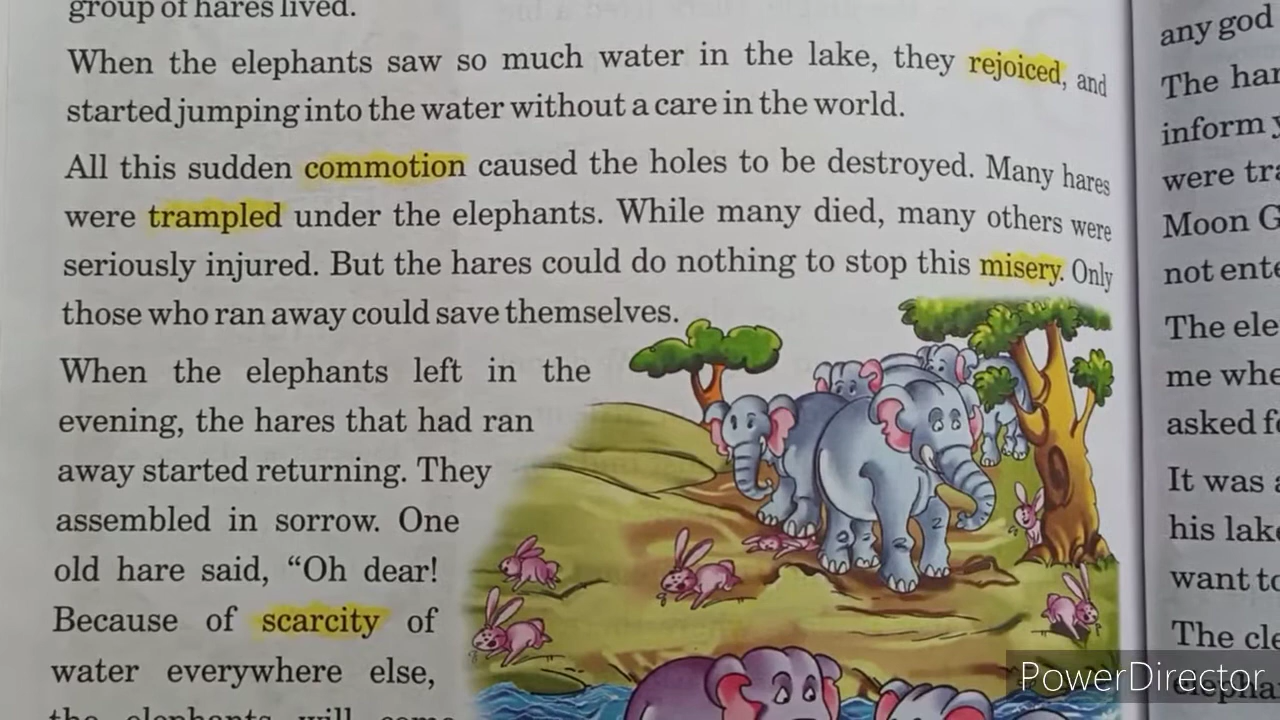 group of hares lived.
When the elephants saw so much water in the lake, they rejoiced, and
started jumping into the water without a care in the world.
All this sudden commotion caused the holes to be destroyed. Many hares
were trampled under the elephants. While many died, many others were
seriously injured. But the hares could do nothing to stop this misery. Only
those who ran away could save themselves.
When the elephants left in the
evening, the hares that had ran
away started returning. They
assembled in sorrow. One
old hare said, “Oh dear!
Because of scarcity of
water everywhere else,
the elephants will come
any god
The har
inform y
were tra
Moon G
not ente
The ele
me whe
asked fo
It was a
his lake
want to
The cle
elepha
PowerDirector